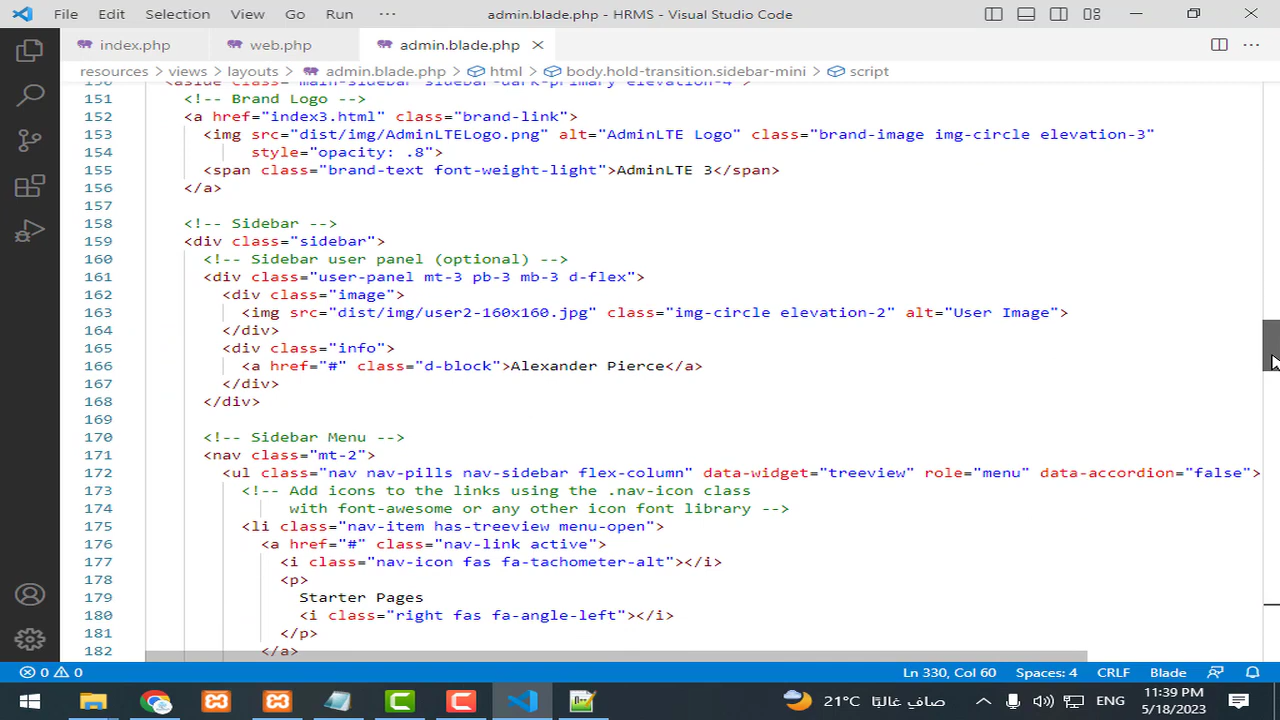 File Edit Selection View Go Run ··· admin.blade.php - HRMS - Visual Studio Code
index.php web.php admin.blade.php
resources > views > layouts > admin.blade.php > html > body.hold-transition.sidebar-mini > script
151 <!-- Brand Logo -->
152 <a href="index3.html" class="brand-link">
153 <img src="dist/img/AdminLTELogo.png" alt="AdminLTE Logo" class="brand-image img-circle elevation-3"
154 style="opacity: .8">
155 <span class="brand-text font-weight-light">AdminLTE 3</span>
156 </a>
157
158 <!-- Sidebar -->
159 <div class="sidebar">
160 <!-- Sidebar user panel (optional) -->
161 <div class="user-panel mt-3 pb-3 mb-3 d-flex">
162 <div class="image">
163 <img src="dist/img/user2-160x160.jpg" class="img-circle elevation-2" alt="User Image">
164 </div>
165 <div class="info">
166 <a href="#" class="d-block">Alexander Pierce</a>
167 </div>
168 </div>
169
170 <!-- Sidebar Menu -->
171 <nav class="mt-2">
172 <ul class="nav nav-pills nav-sidebar flex-column" data-widget="treeview" role="menu" data-accordion="false">
173 <!-- Add icons to the links using the .nav-icon class
174 with font-awesome or any other icon font library -->
175 <li class="nav-item has-treeview menu-open">
176 <a href="#" class="nav-link active">
177 <i class="nav-icon fas fa-tachometer-alt"></i>
178 <p>
179 Starter Pages
180 <i class="right fas fa-angle-left"></i>
181 </p>
182 </a>
0 0 Ln 330, Col 60 Spaces: 4 CRLF Blade
21°C صافٍ غالبًا ENG 11:39 PM
5/18/2023